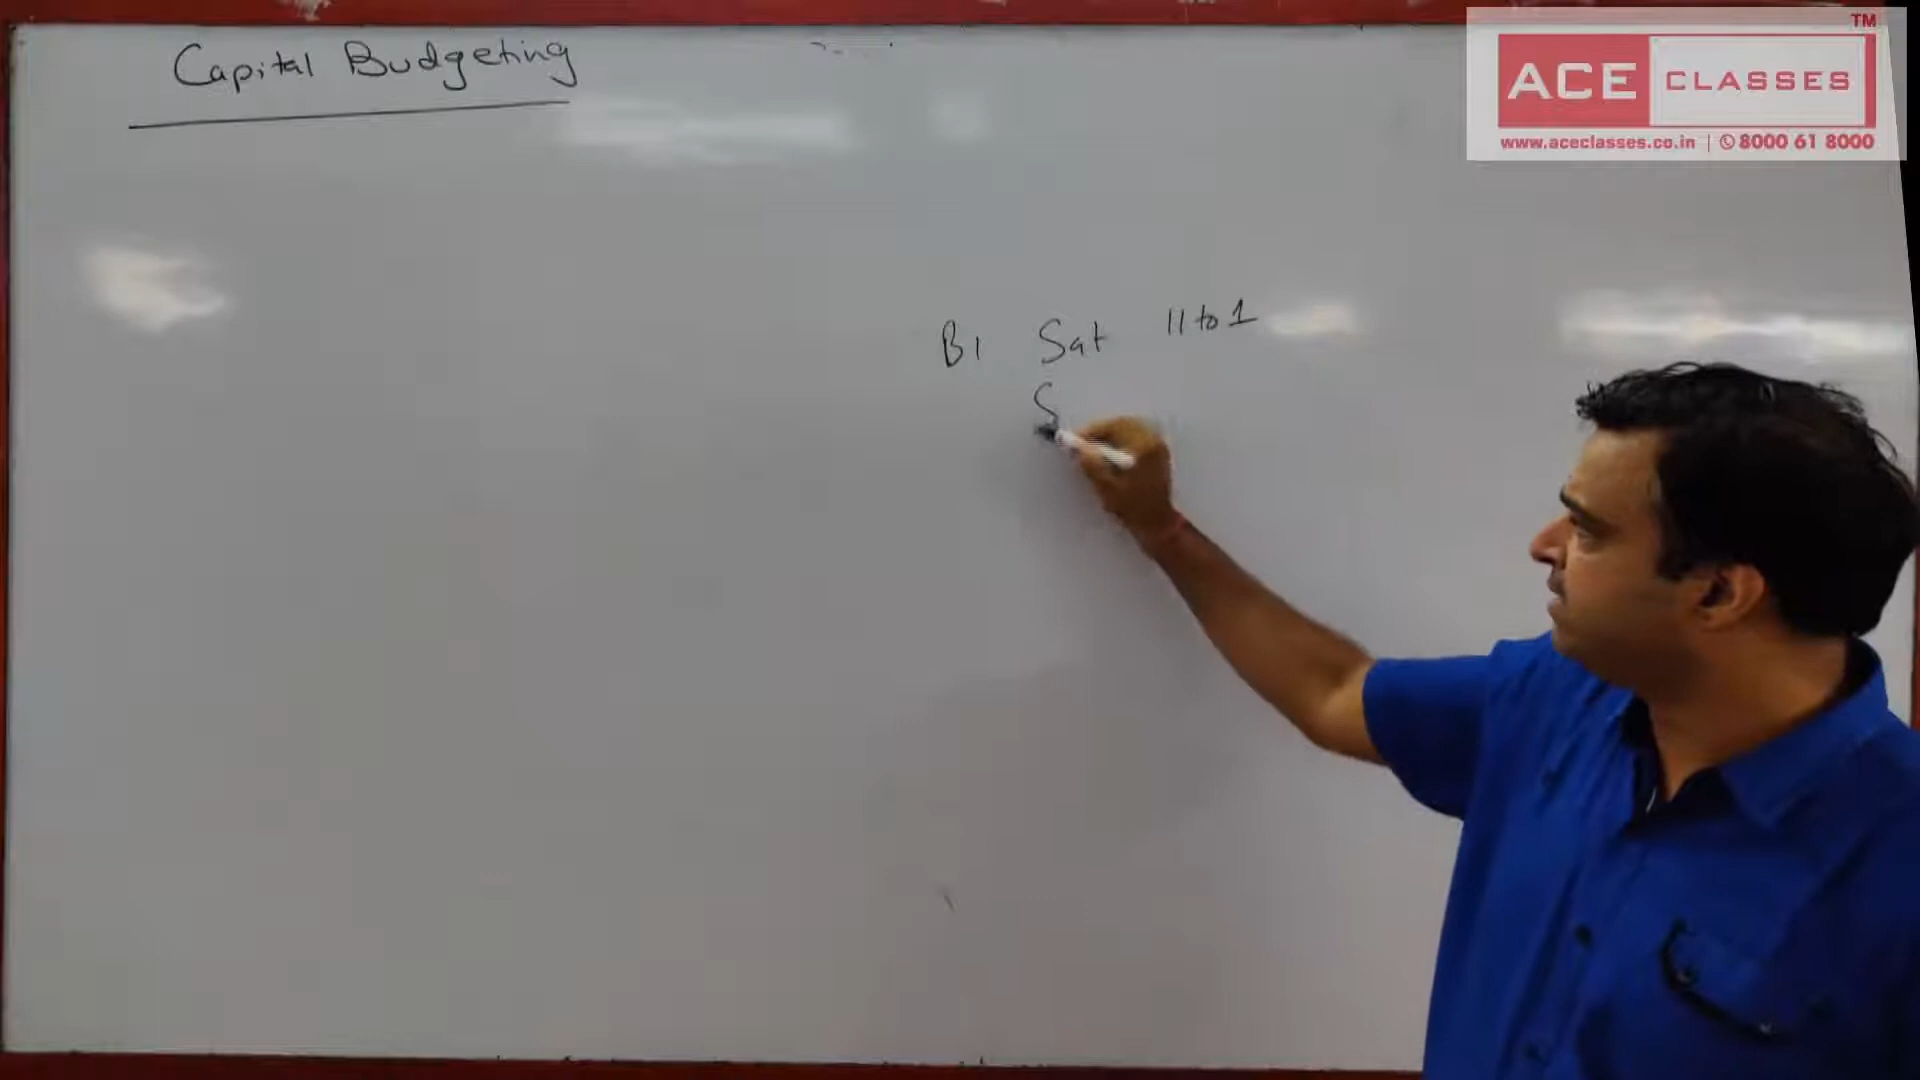 Capital Budgeting
TM
ACE CLASSES
www.aceclasses.co.in | 8000 61 8000
B1 Sat 11 to 1
S